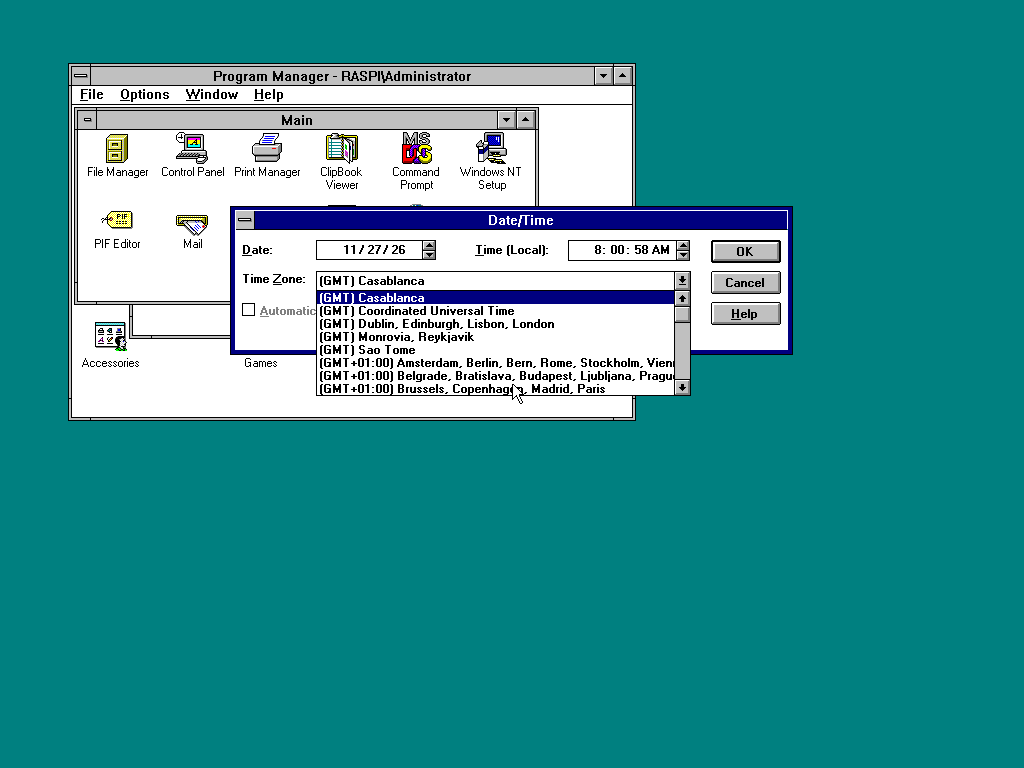 Program Manager - RASPI\Administrator
File Options Window Help
Main
File Manager
Control Panel
Print Manager
ClipBook
Viewer
Command
Prompt
Windows NT
Setup
PIF
PIF Editor
Mail
Accessories
Games
Date/Time
Date: 11/27/26
Time (Local): 8:00:58 AM
OK
Time Zone: (GMT) Casablanca
Cancel
Help
Automatic
(GMT) Casablanca
(GMT) Coordinated Universal Time
(GMT) Dublin, Edinburgh, Lisbon, London
(GMT) Monrovia, Reykjavik
(GMT) Sao Tome
(GMT+01:00) Amsterdam, Berlin, Bern, Rome, Stockholm, Vien
(GMT+01:00) Belgrade, Bratislava, Budapest, Ljubljana, Pragu
(GMT+01:00) Brussels, Copenhagen, Madrid, Paris